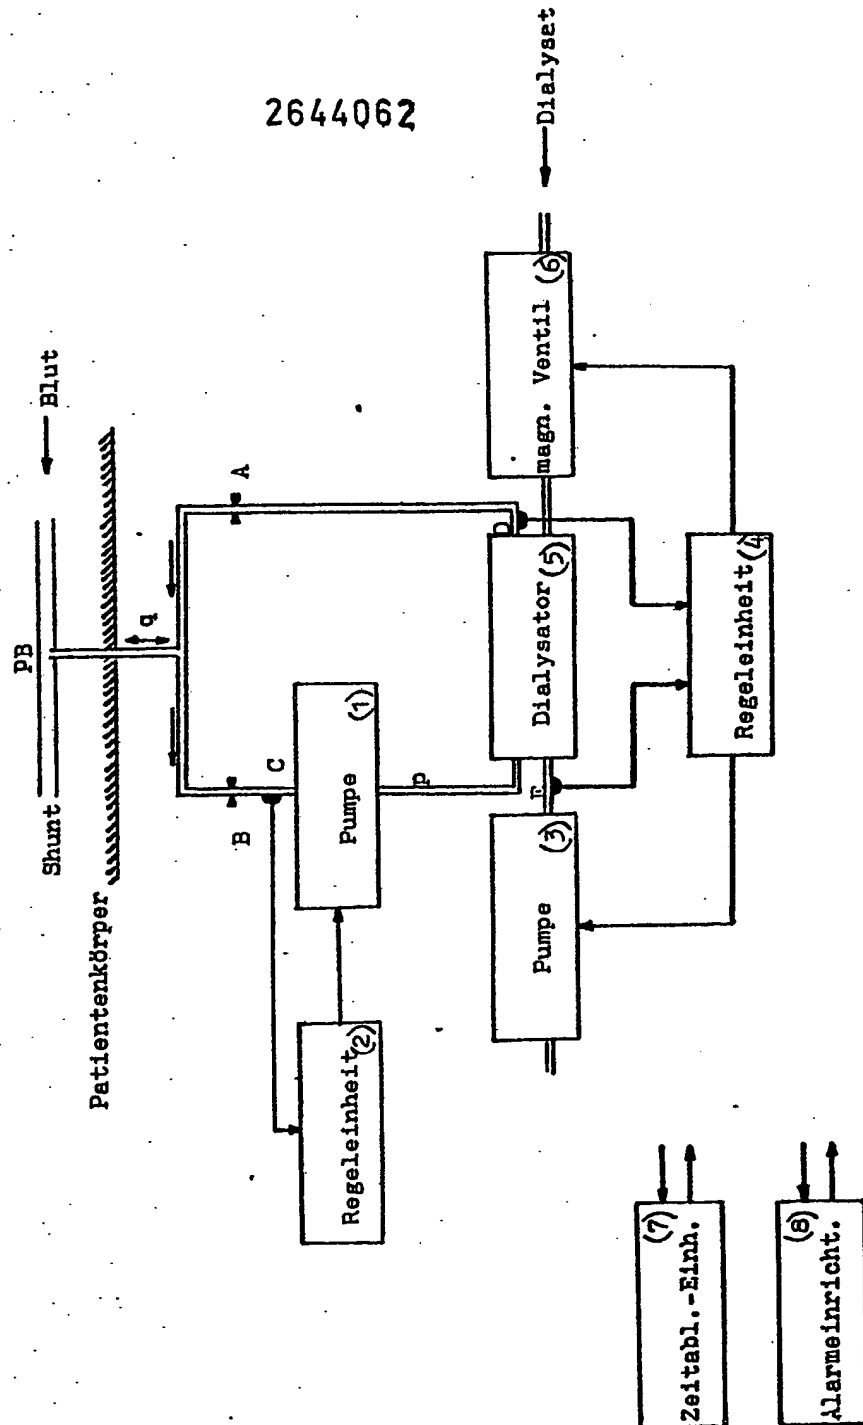 2644062
Shunt
pB
Blut
Patientenkörper
q
B
A
C
Pumpe
(1)
Regeleinheit
(2)
p
D
E
Pumpe
(3)
Dialysator
(5)
magn. Ventil
(6)
Dialysat
Regeleinheit
(4)
Zeitabl.-Einh.
(7)
Alarmeinricht.
(8)